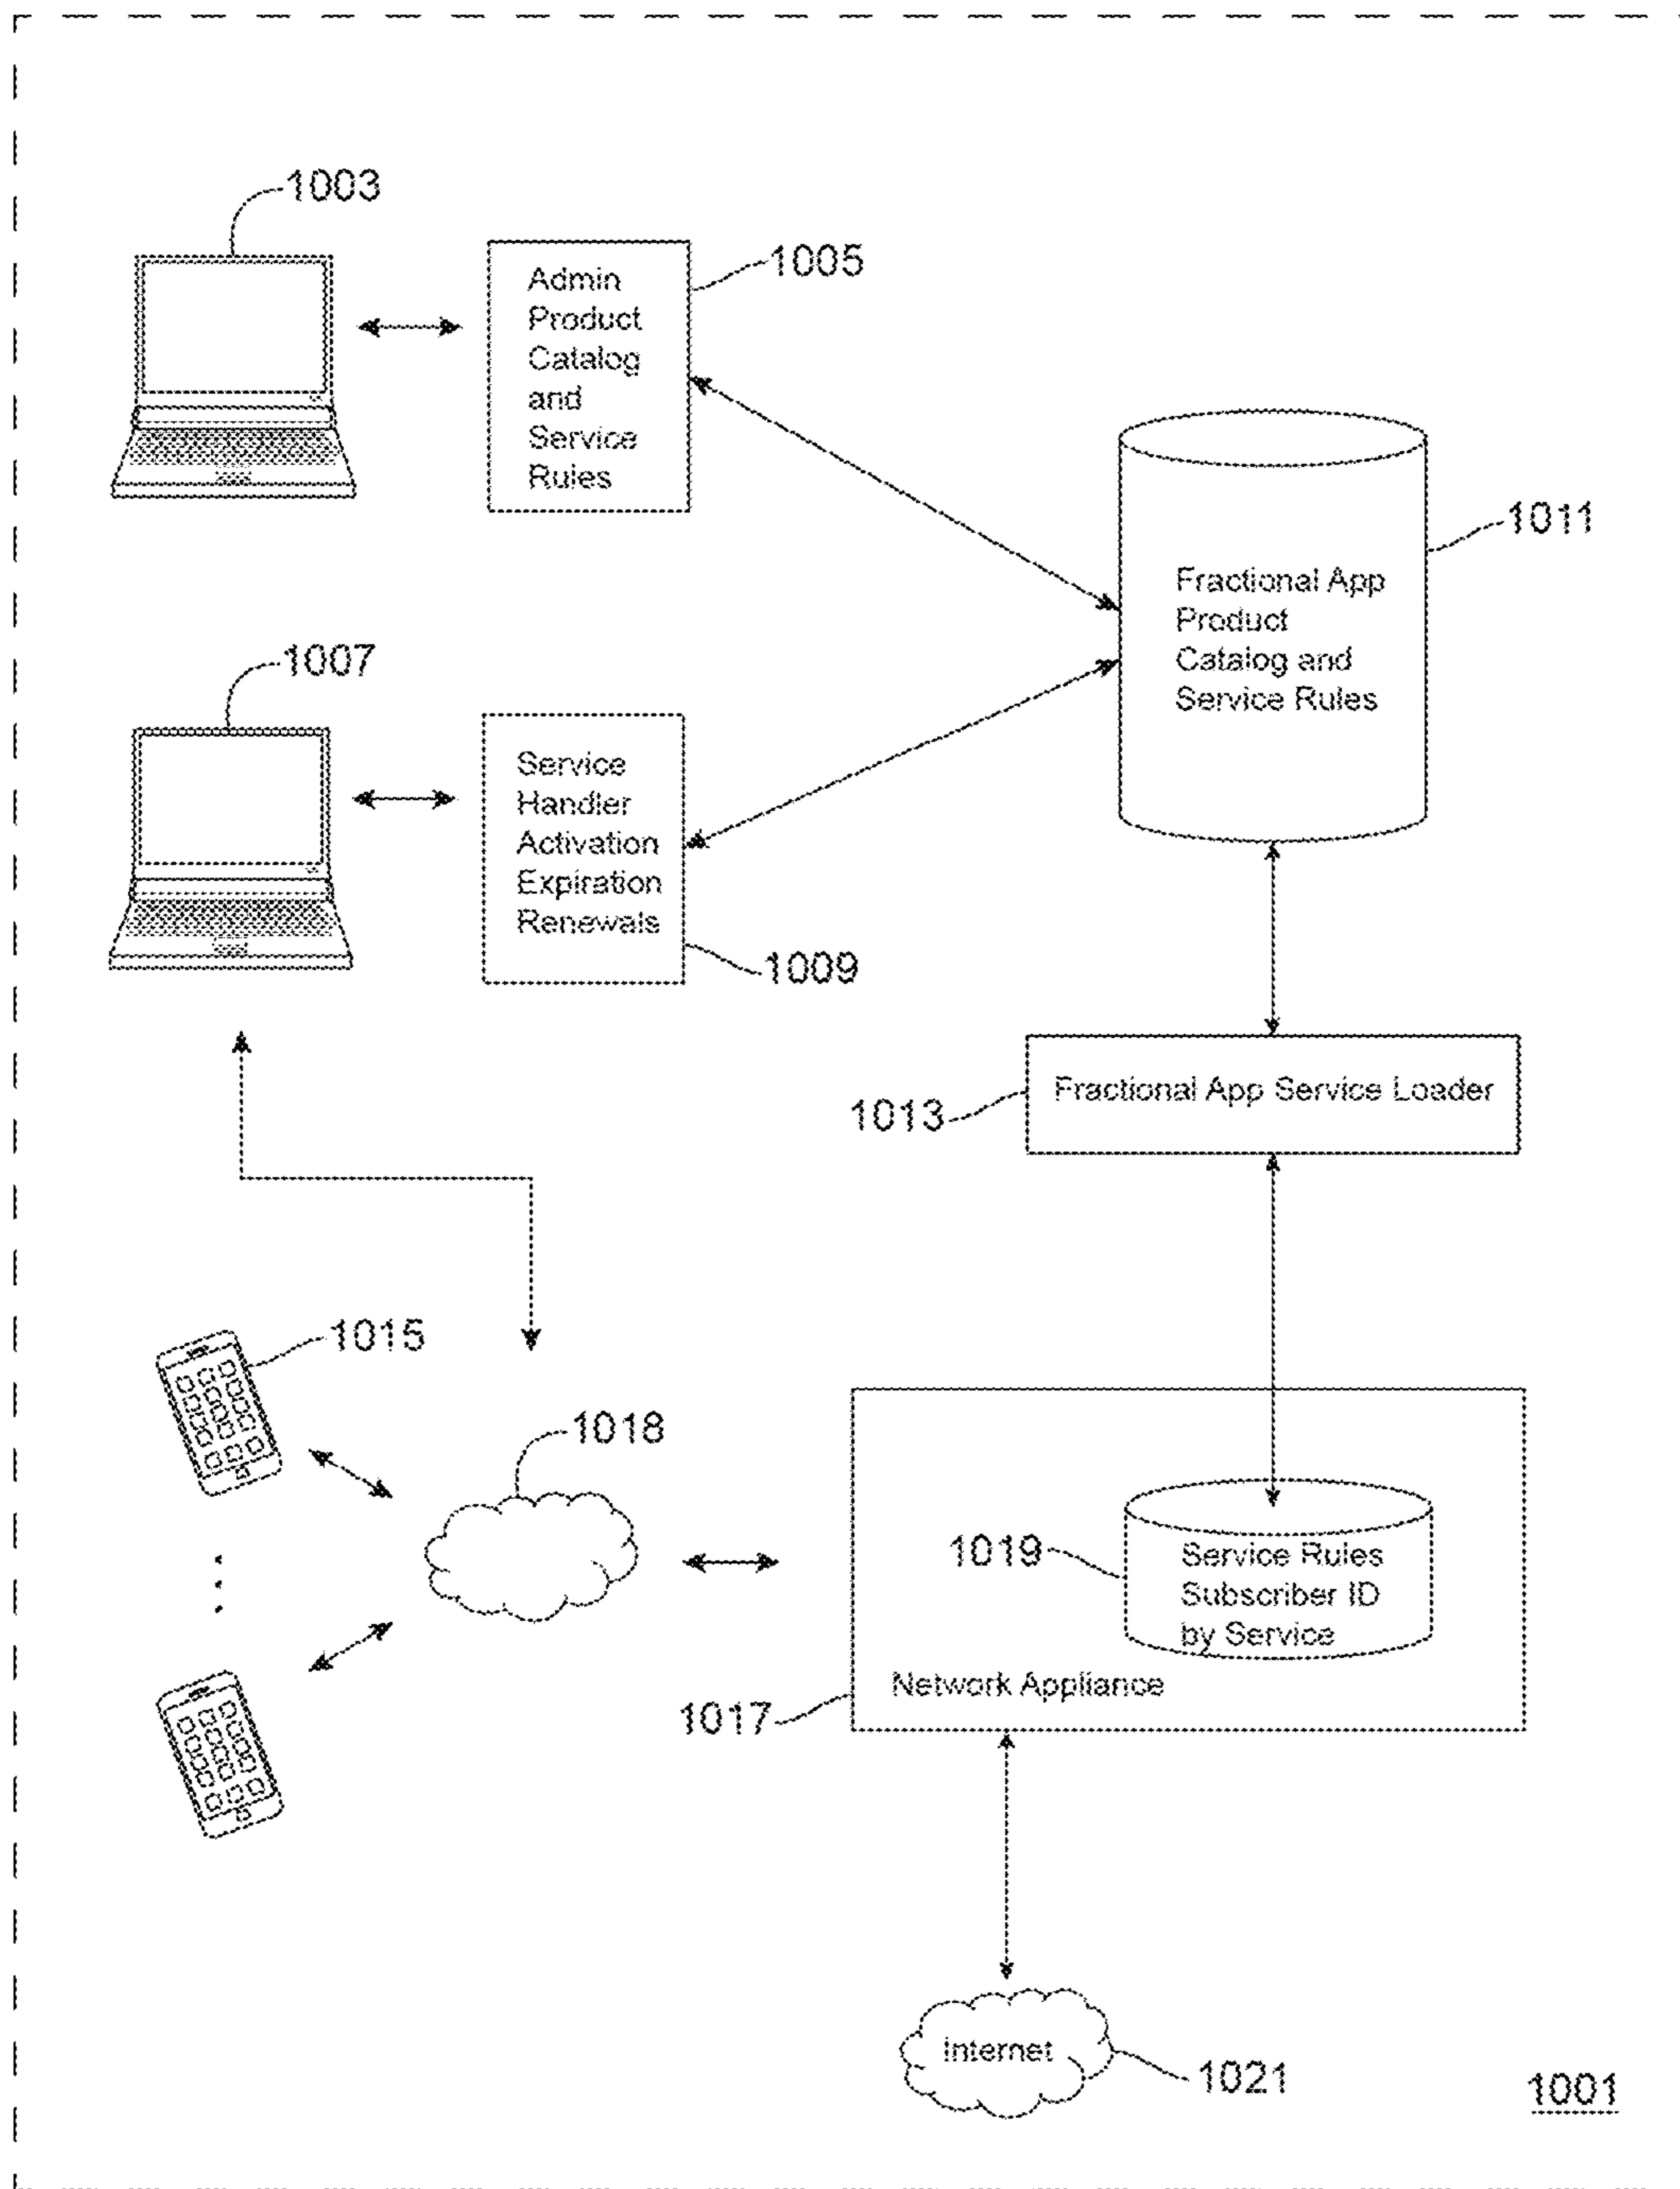 1003
1005
Admin
Product
Catalog
and
Service
Rules
1011
Fractional App
Product
Catalog and
Service Rules
1007
Service
Handler
Activation
Expiration
Renewals
1009
Fractional App Service Loader
1013
1015
1018
1019
Service Rules
Subscriber ID
by Service
Network Appliance
1017
Internet
1021
1001